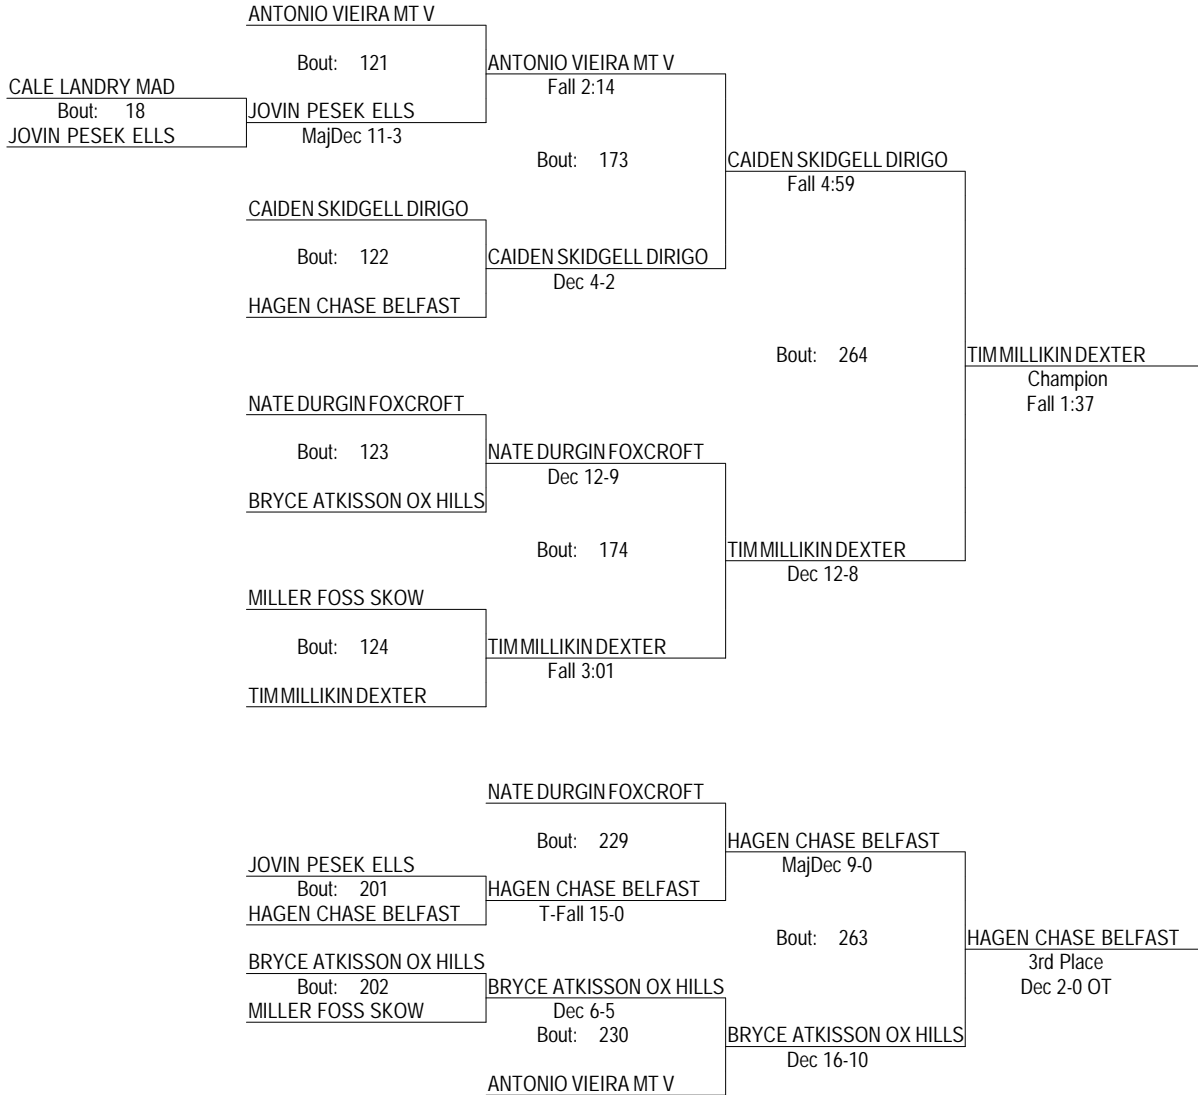 ANTONIO VIEIRA MT V
Bout: 121
ANTONIO VIEIRA MT V
Fall 2:14
CALE LANDRY MAD
Bout: 18
JOVIN PESEK ELLS
JOVIN PESEK ELLS
MajDec 11-3
Bout: 173
CAIDEN SKIDGELL DIRIGO
Fall 4:59
CAIDEN SKIDGELL DIRIGO
Bout: 122
CAIDEN SKIDGELL DIRIGO
Dec 4-2
HAGEN CHASE BELFAST
Bout: 264
TIM MILLIKIN DEXTER
Champion
Fall 1:37
NATE DURGIN FOXCROFT
Bout: 123
NATE DURGIN FOXCROFT
Dec 12-9
BRYCE ATKISSON OX HILLS
Bout: 174
TIM MILLIKIN DEXTER
Dec 12-8
MILLER FOSS SKOW
Bout: 124
TIM MILLIKIN DEXTER
Fall 3:01
TIM MILLIKIN DEXTER
NATE DURGIN FOXCROFT
Bout: 229
HAGEN CHASE BELFAST
MajDec 9-0
JOVIN PESEK ELLS
Bout: 201
HAGEN CHASE BELFAST
HAGEN CHASE BELFAST
T-Fall 15-0
Bout: 263
HAGEN CHASE BELFAST
3rd Place
Dec 2-0 OT
BRYCE ATKISSON OX HILLS
Bout: 202
MILLER FOSS SKOW
BRYCE ATKISSON OX HILLS
Dec 6-5
Bout: 230
BRYCE ATKISSON OX HILLS
Dec 16-10
ANTONIO VIEIRA MT V